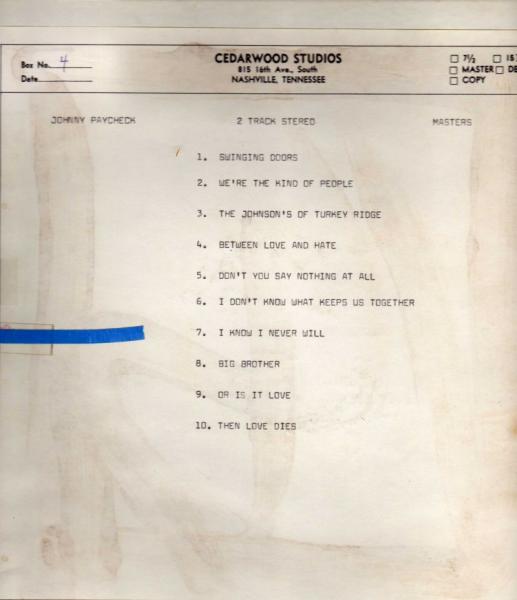 Box No. 4
Date
CEDARWOOD STUDIOS
815 16th Ave., South
NASHVILLE, TENNESSEE
☐ 7½ ☐ 15
☐ MASTER ☐ DE
☐ COPY
JOHNNY PAYCHECK 2 TRACK STEREO MASTERS
1. SWINGING DOORS
2. WE'RE THE KIND OF PEOPLE
3. THE JOHNSON'S OF TURKEY RIDGE
4. BETWEEN LOVE AND HATE
5. DON'T YOU SAY NOTHING AT ALL
6. I DON'T KNOW WHAT KEEPS US TOGETHER
7. I KNOW I NEVER WILL
8. BIG BROTHER
9. OR IS IT LOVE
10. THEN LOVE DIES